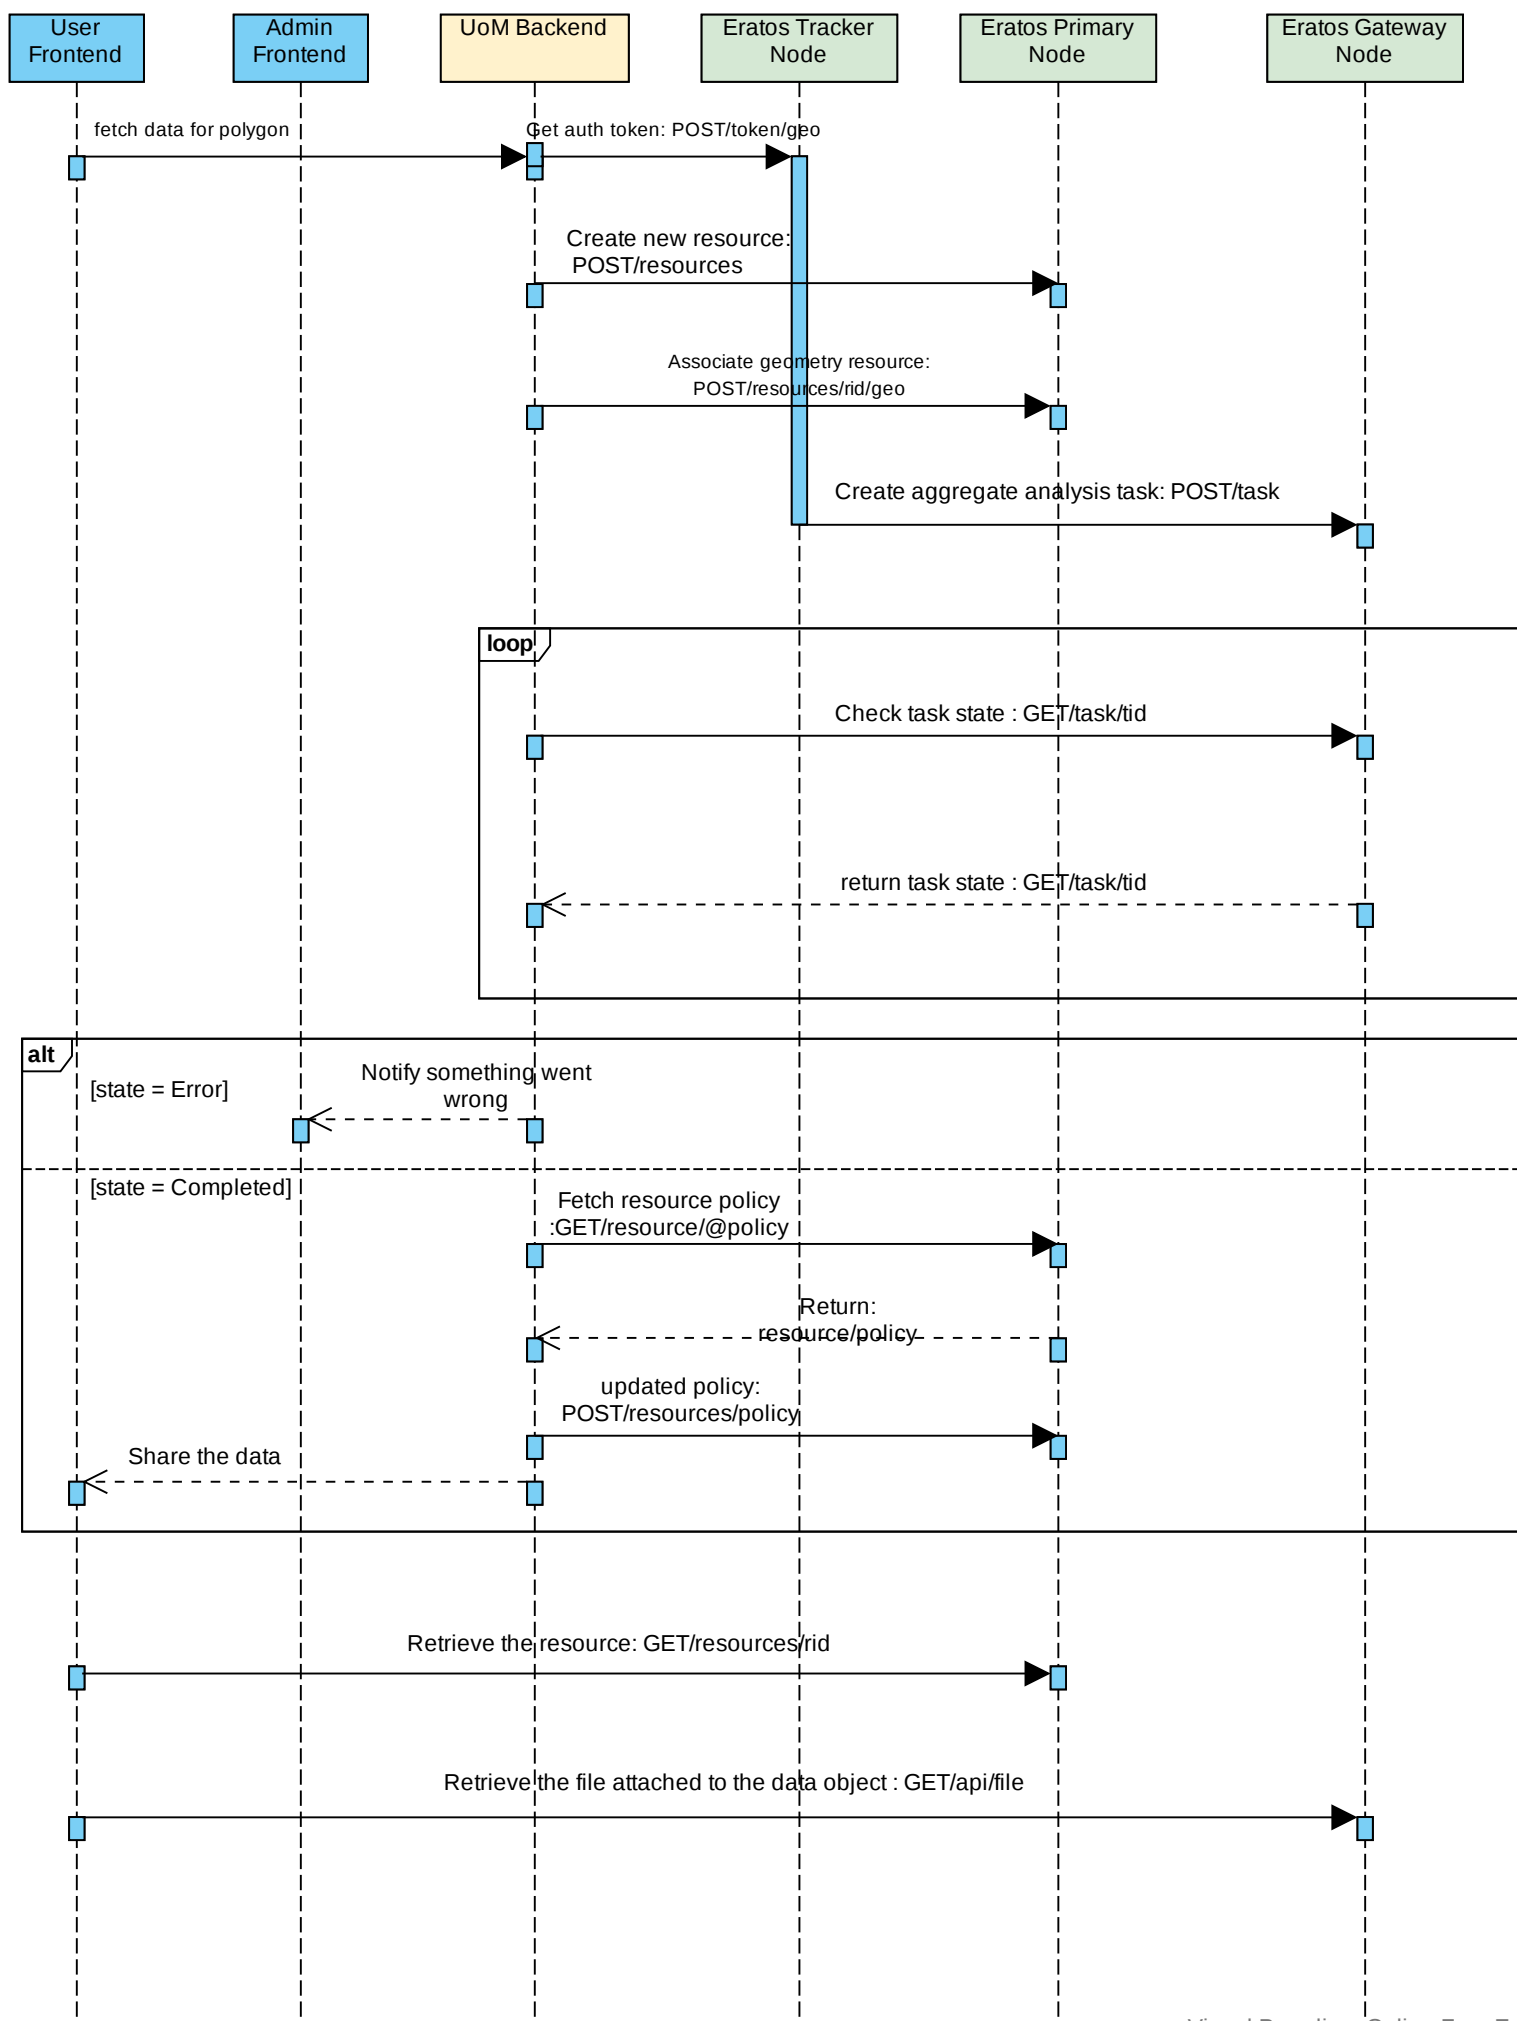 User
Frontend
Admin
Frontend
UoM Backend
Eratos Tracker
Node
Eratos Primary
Node
Eratos Gateway
Node
fetch data for polygon
Get auth token: POST/token/geo
Create new resource:
POST/resources
Associate geometry resource:
POST/resources/rid/geo
Create aggregate analysis task: POST/task
loop
Check task state : GET/task/tid
return task state : GET/task/tid
alt
[state = Error]
Notify something went
wrong
[state = Completed]
Fetch resource policy
:GET/resource/@policy
Return:
resource/policy
updated policy:
POST/resources/policy
Share the data
Retrieve the resource: GET/resources/rid
Retrieve the file attached to the data object : GET/api/file